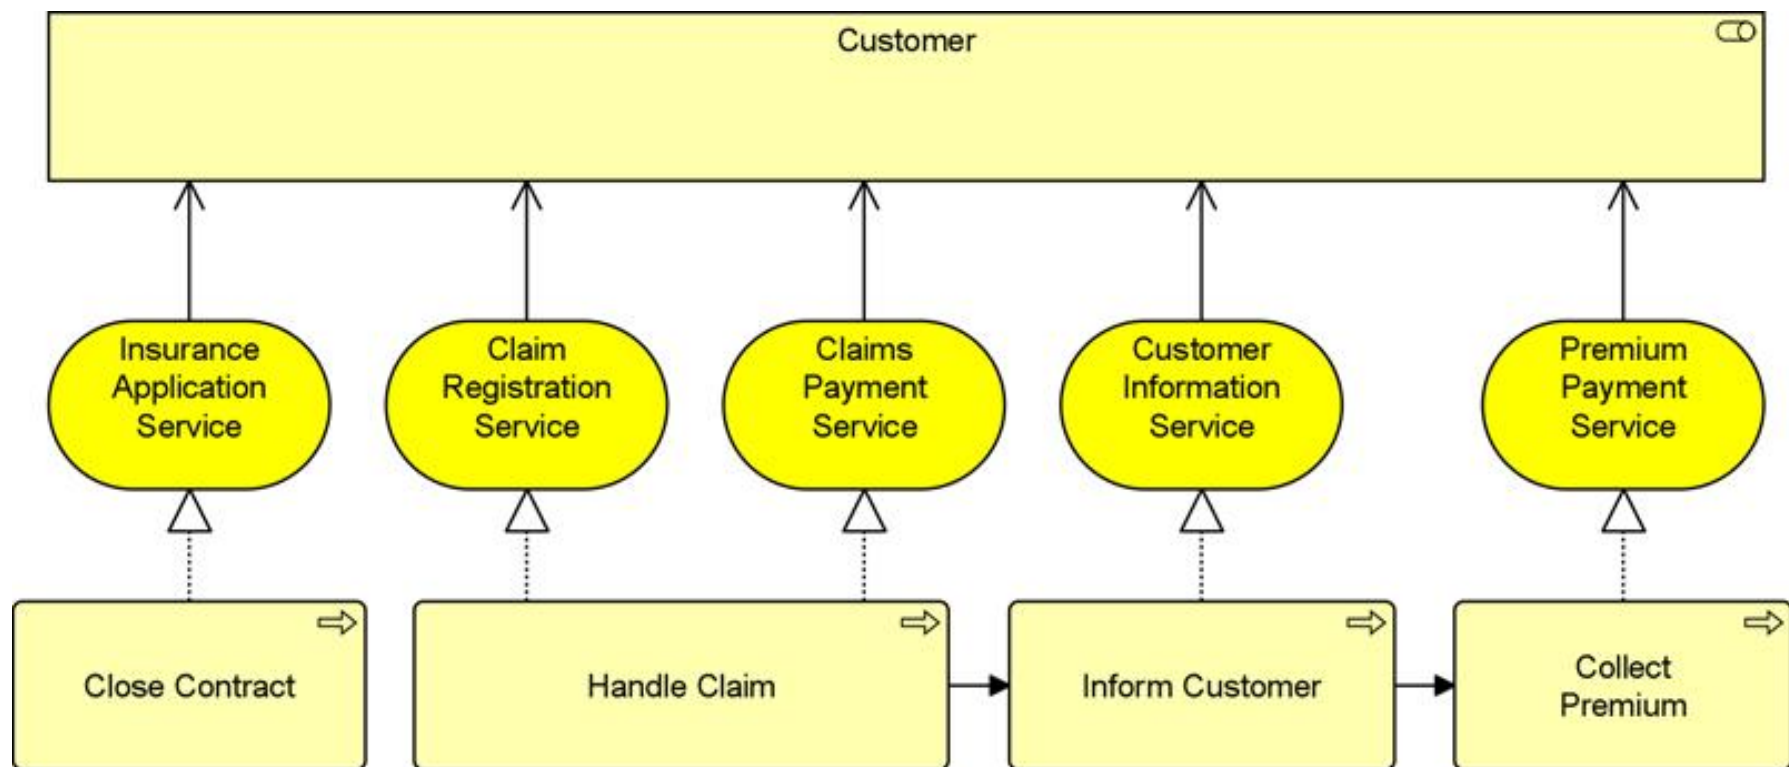 Customer
Insurance
Application
Service
Claim
Registration
Service
Claims
Payment
Service
Customer
Information
Service
Premium
Payment
Service
Close Contract
Handle Claim
Inform Customer
Collect
Premium